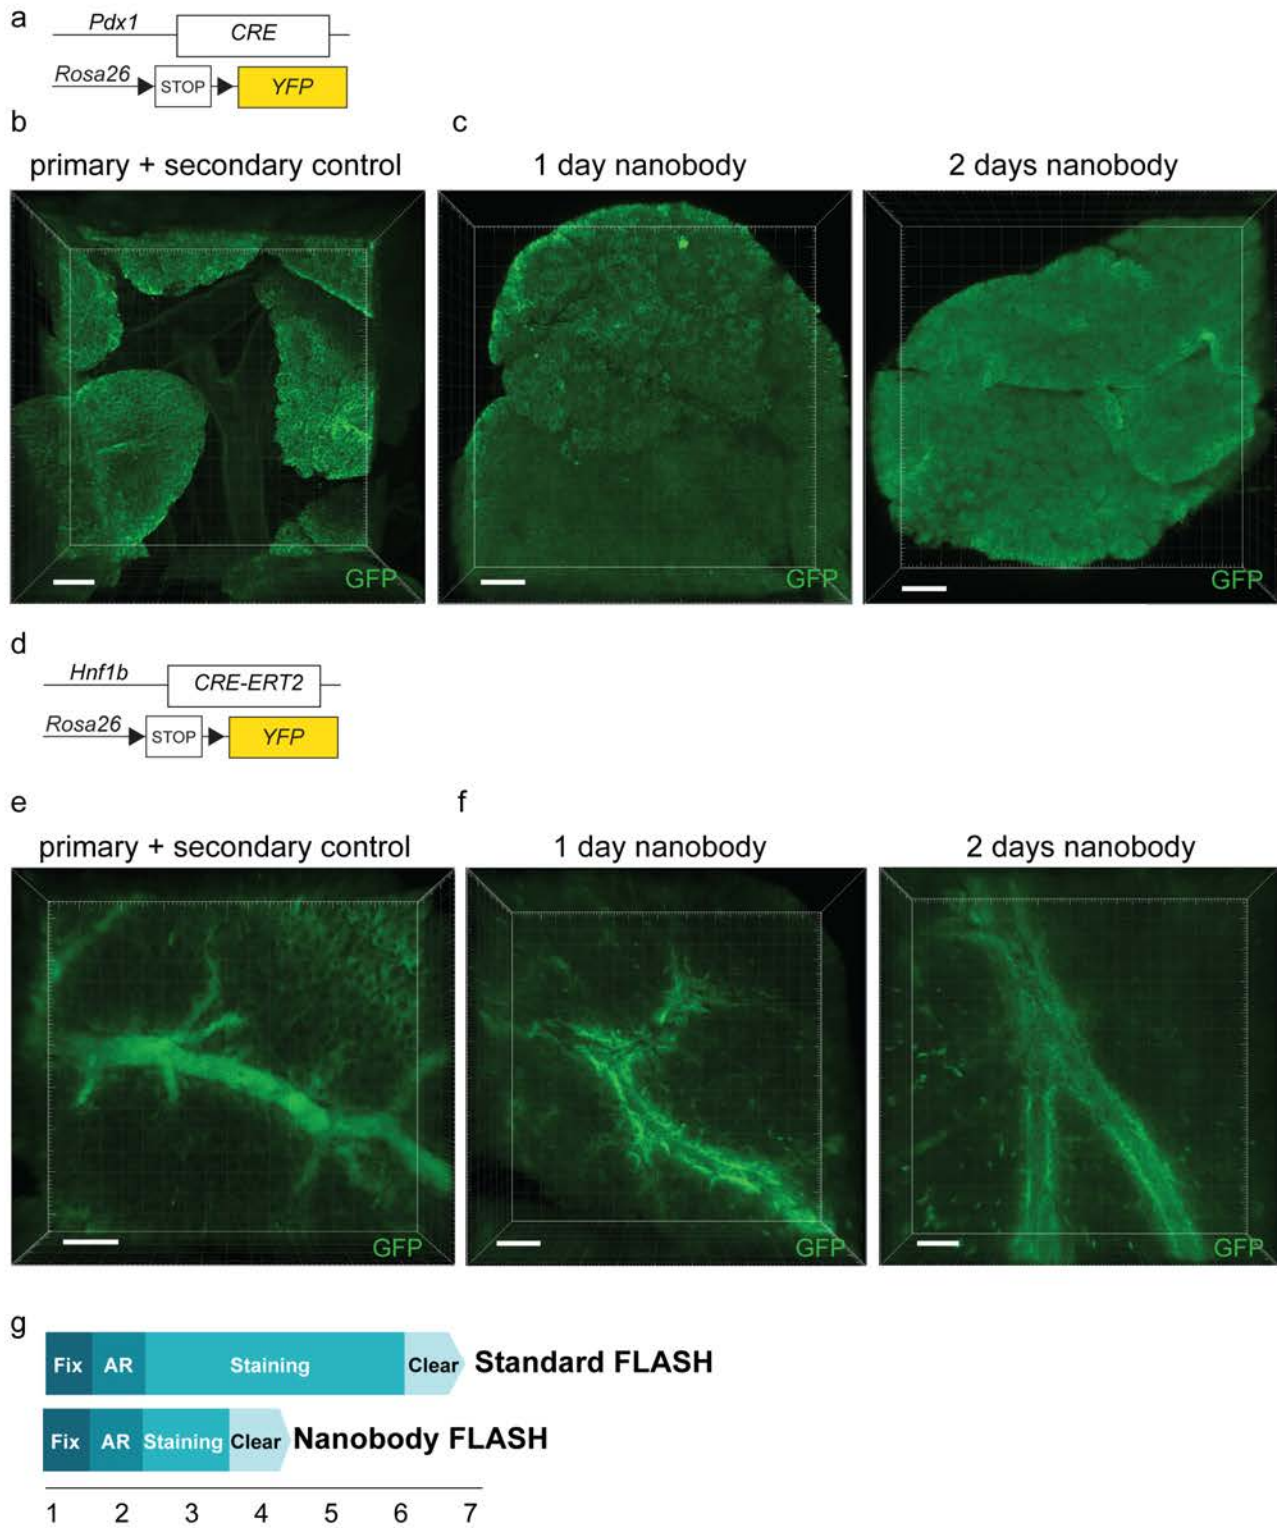 a
Pdx1 CRE
Rosa26 STOP YFP
b c
primary + secondary control 1 day nanobody 2 days nanobody
GFP GFP GFP
d
Hnf1b CRE-ERT2
Rosa26 STOP YFP
e f
primary + secondary control 1 day nanobody 2 days nanobody
GFP GFP GFP
g
Fix AR Staining Clear Standard FLASH
Fix AR Staining Clear Nanobody FLASH
1 2 3 4 5 6 7